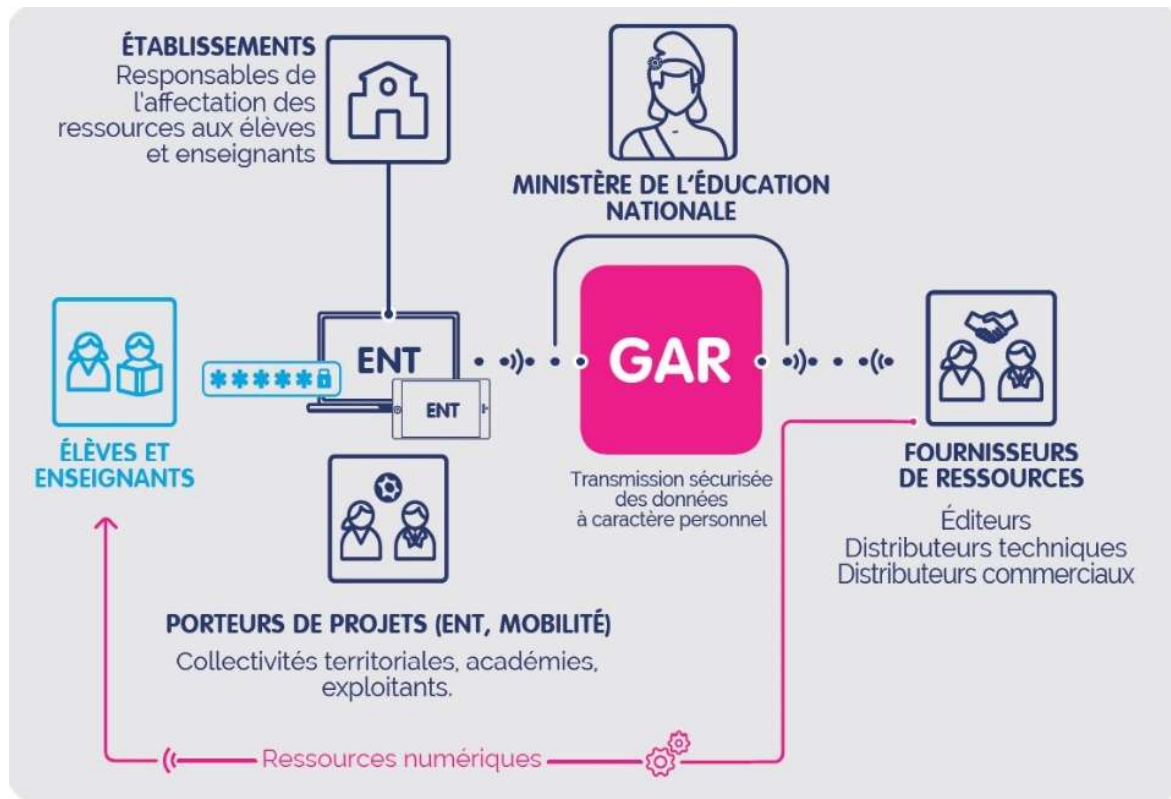 ÉTABLISSEMENTS
Responsables de
l'affectation des
ressources aux élèves
et enseignants
MINISTÈRE DE L'ÉDUCATION
NATIONALE
*****
ENT
ENT
GAR
ÉLÈVES ET
ENSEIGNANTS
Transmission sécurisée
des données
à caractère personnel
FOURNISSEURS
DE RESSOURCES
Éditeurs
Distributeurs techniques
Distributeurs commerciaux
PORTEURS DE PROJETS (ENT, MOBILITÉ)
Collectivités territoriales, académies,
exploitants.
Ressources numériques